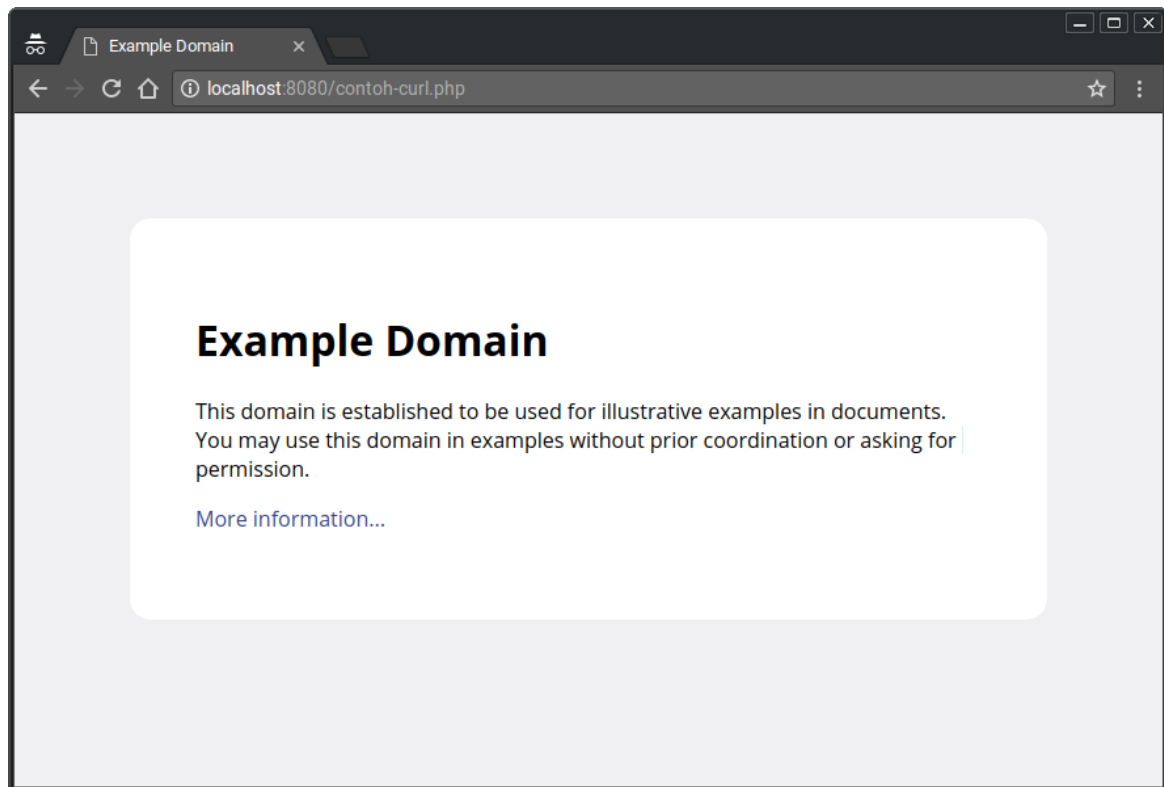 Example Domain
localhost:8080/contoh-curl.php
Example Domain
This domain is established to be used for illustrative examples in documents.
You may use this domain in examples without prior coordination or asking for
permission.
More information...